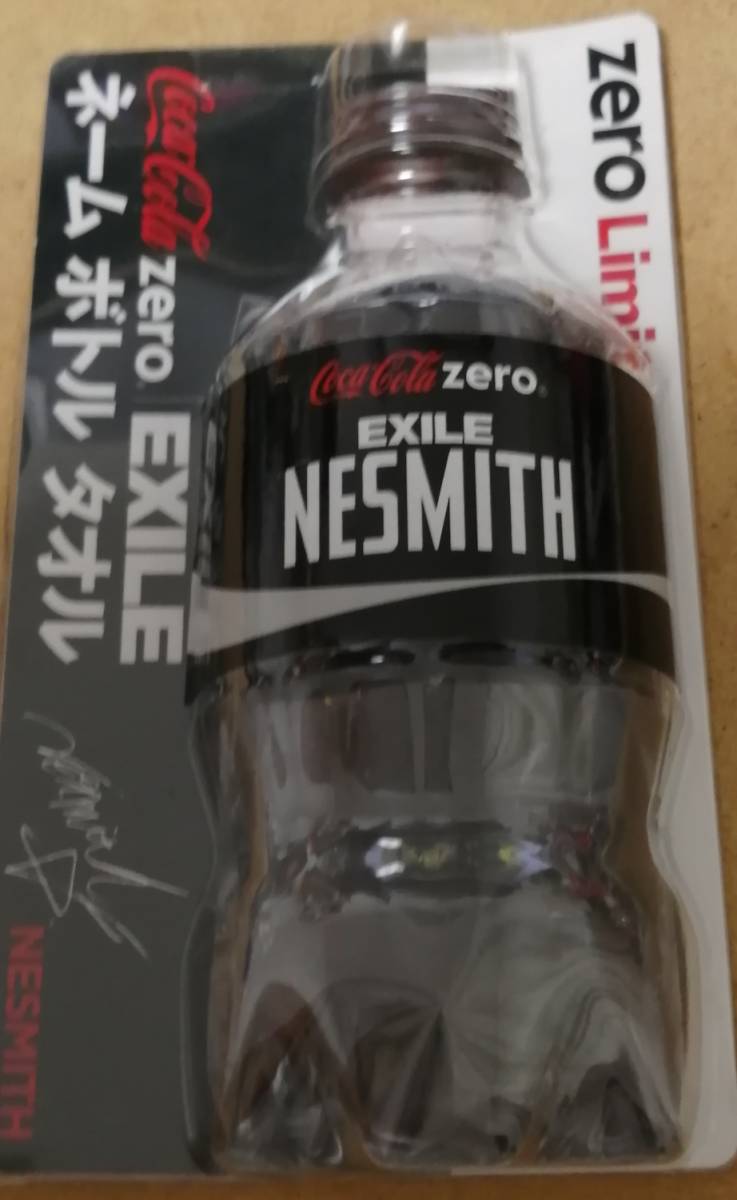 Coca-Cola zero. EXILE
ネーム ボトル タオル
NESMITH
Coca-Cola zero.
EXILE
NESMITH
zero Limit